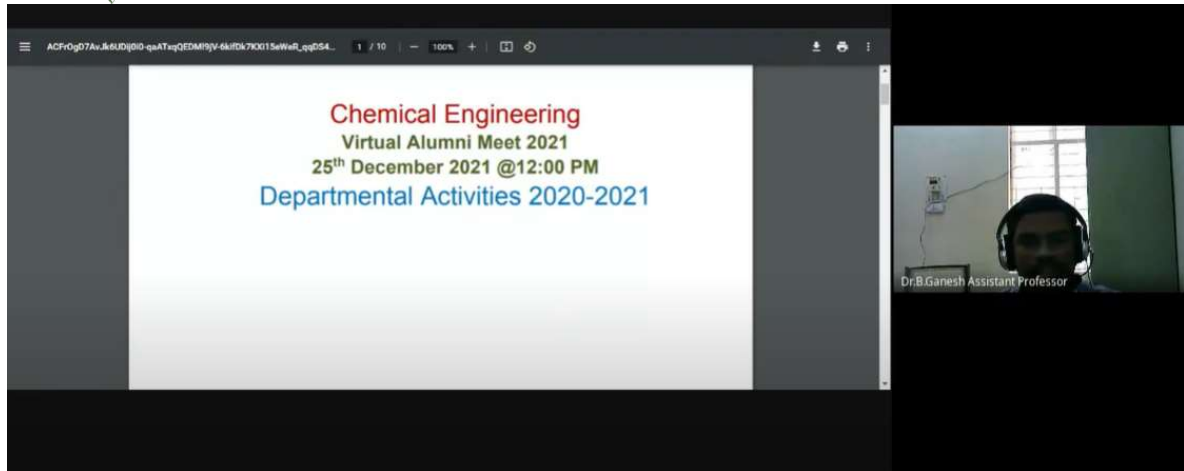 1 / 10
100%
Chemical Engineering
Virtual Alumni Meet 2021
25th December 2021 @12:00 PM
Departmental Activities 2020-2021
Dr.B.Ganesh Assistant Professor